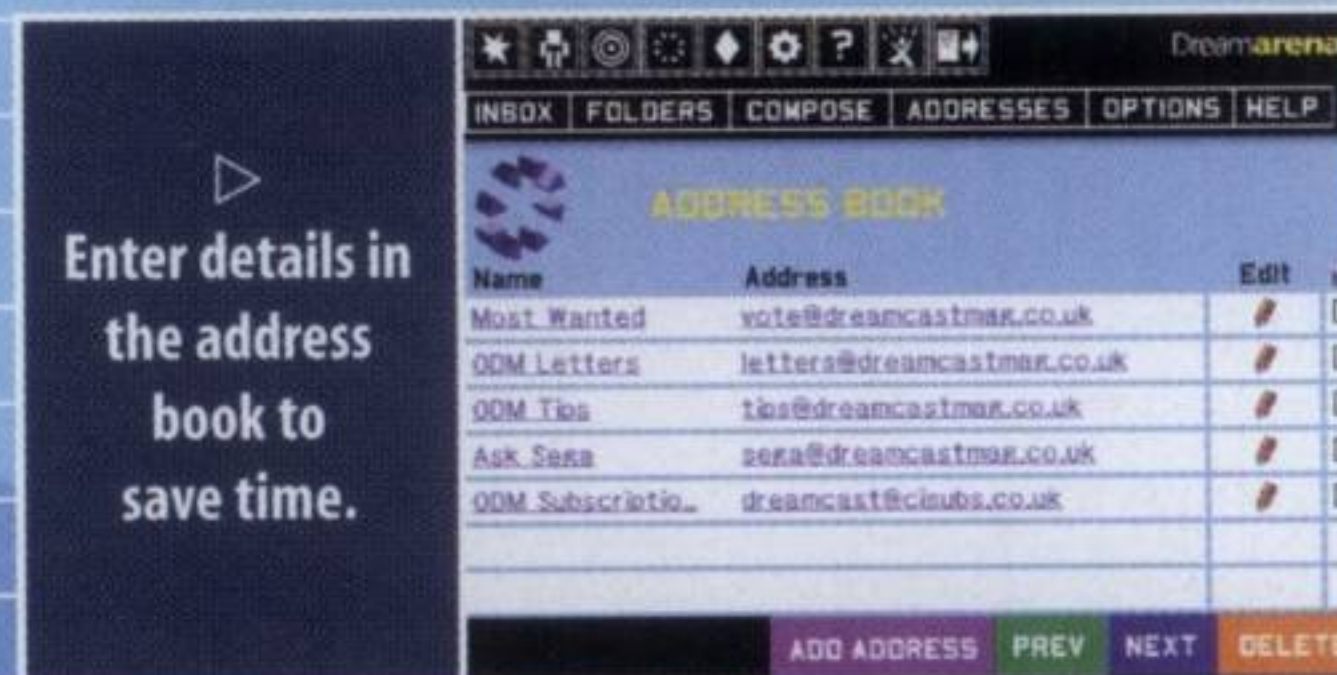 Enter details in
the address
book to
save time.
?
Dreamarena
INBOX FOLDERS COMPOSE ADDRESSES OPTIONS HELP
ADDRESS BOOK
Name Address Edit
Most Wanted vote@dreamcastmag.co.uk
ODM Letters letters@dreamcastmag.co.uk
ODM Tips tips@dreamcastmag.co.uk
Ask Sega sega@dreamcastmag.co.uk
ODM Subscriptio... dreamcast@cisubs.co.uk
ADD ADDRESS PREV NEXT DELETE